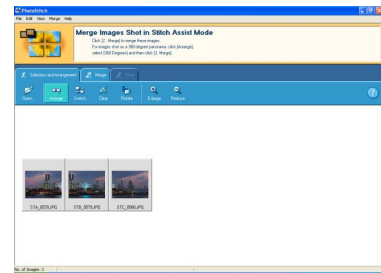 PhotoStitch
File Edit View Merge Help
Merge Images Shot in Stitch Assist Mode
Click [2. Merge] to merge these images.
For images shot as a 360-degree panorama, click [Arrange],
select [360 Degrees] and then click [2. Merge].
1. Selection and Arrangement
2. Merge
3. Save
Open
Arrange
Switch
Clear
Rotate
Enlarge
Reduce
STA_0578.JPG
STB_0579.JPG
STC_0580.JPG
No. of Images: 3